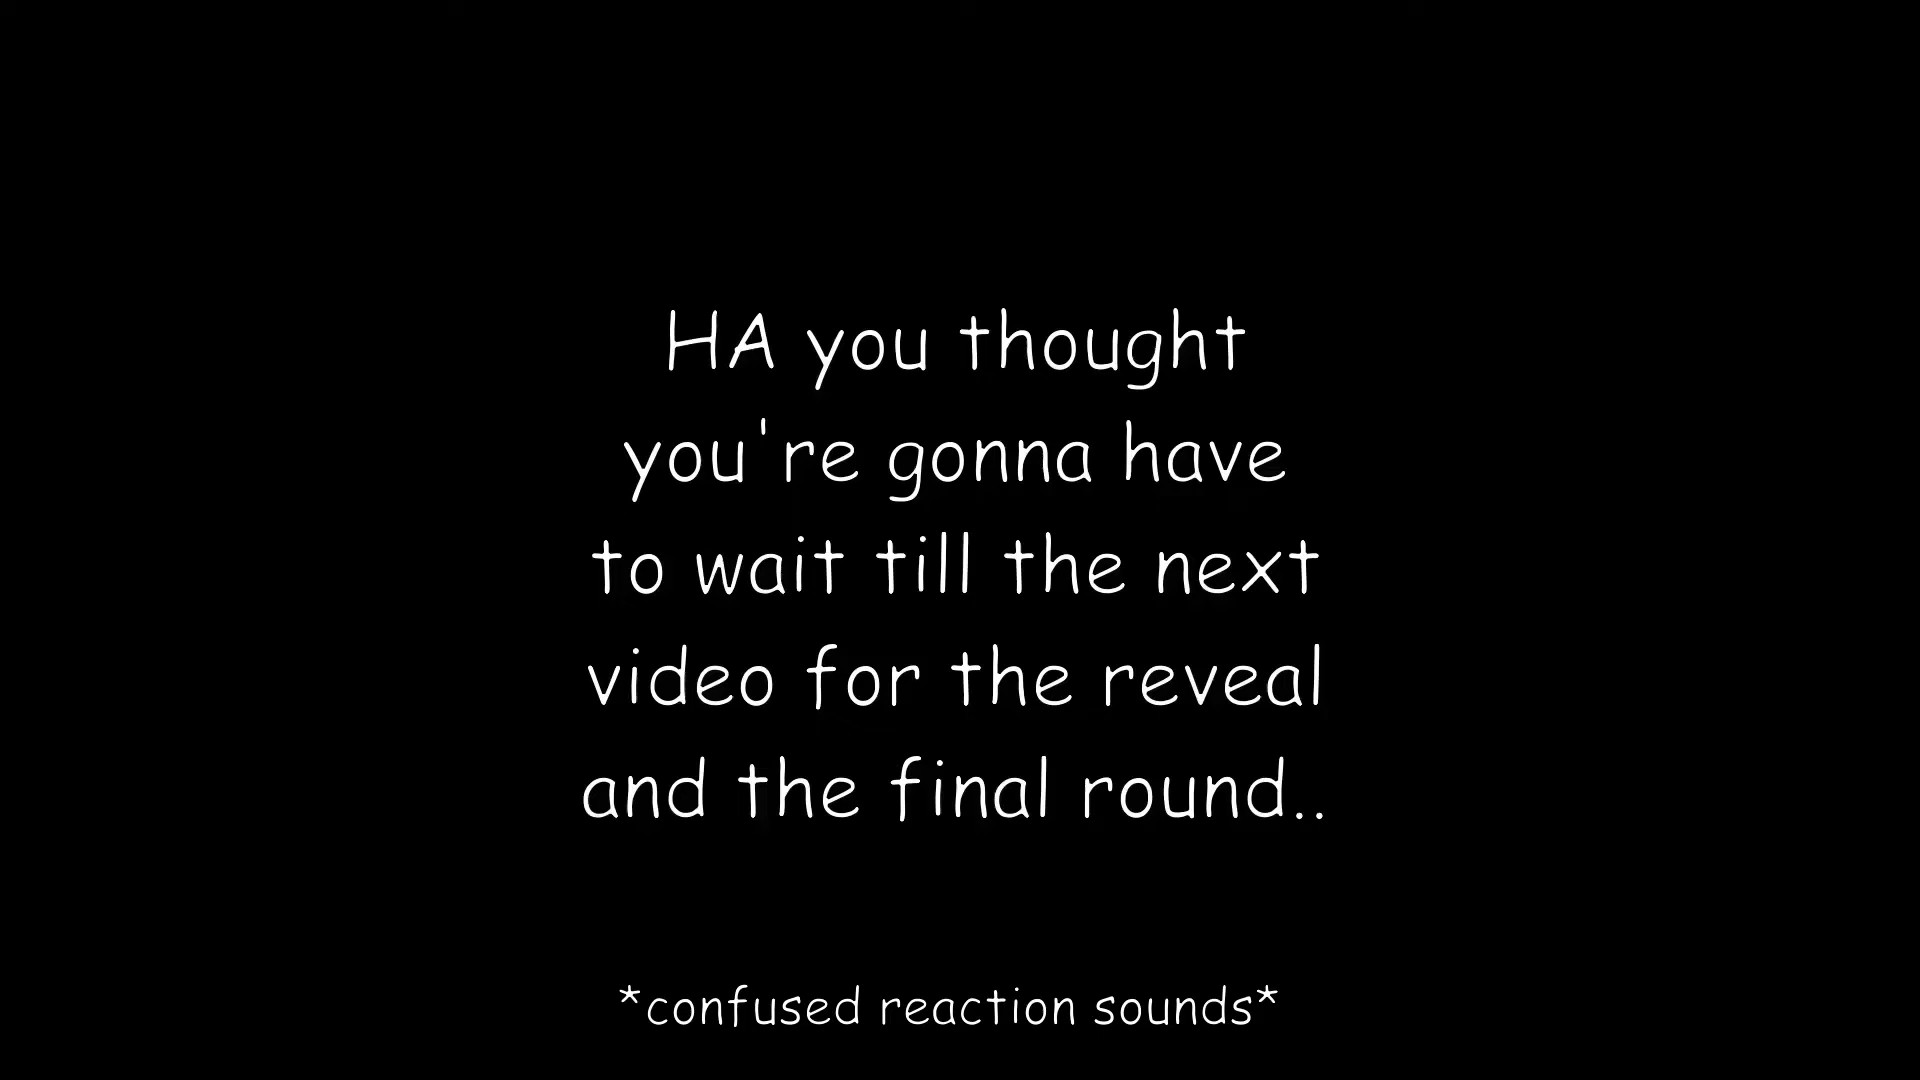 HA you thought
you're gonna have
to wait till the next
video for the reveal
and the final round..
*confused reaction sounds*